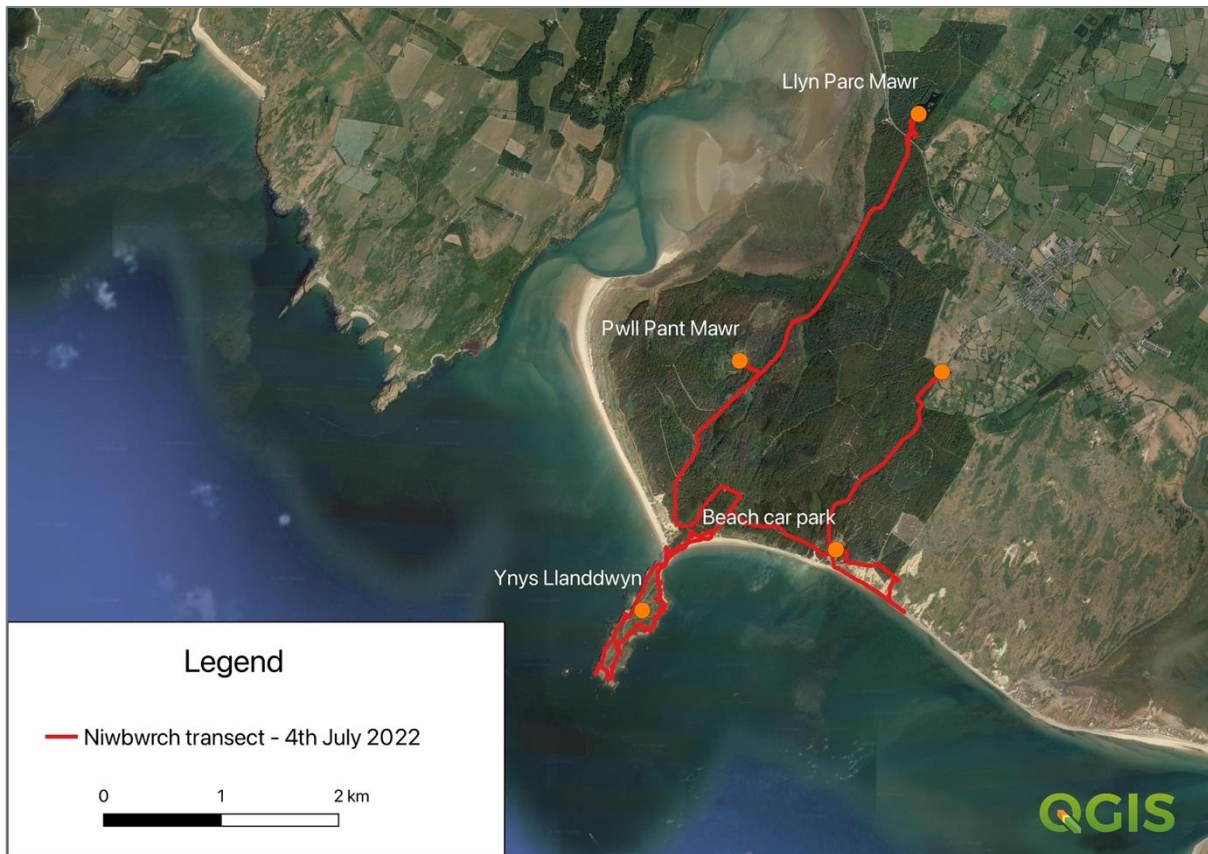 Llyn Parc Mawr
Pwll Pant Mawr
Beach car park
Ynys Llanddwyn
Legend
Niwbwrch transect - 4th July 2022
0 1 2 km
QGIS